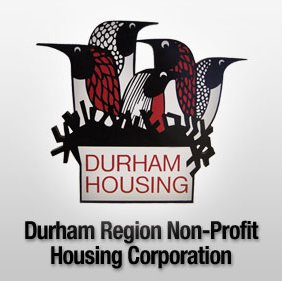 DURHAM
HOUSING
Durham Region Non-Profit
Housing Corporation